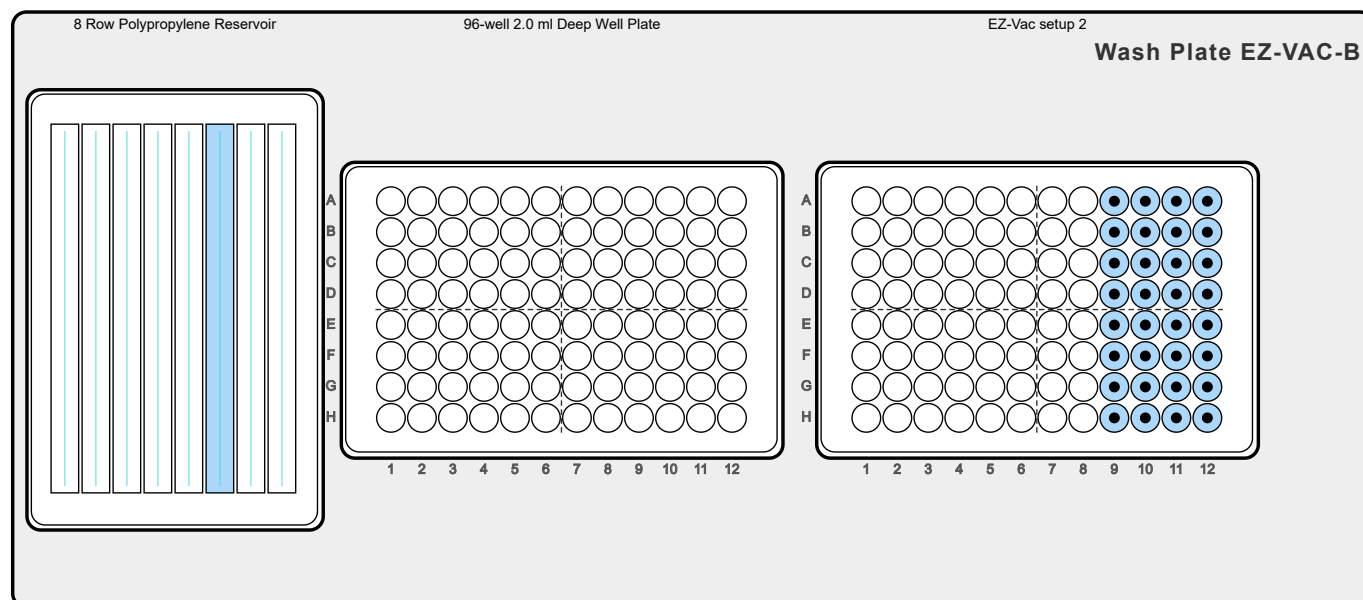 8 Row Polypropylene Reservoir 96-well 2.0 ml Deep Well Plate EZ-Vac setup 2
Wash Plate EZ-VAC-B
A A
B B
C C
D D
E E
F F
G G
H H
1 2 3 4 5 6 7 8 9 10 11 12 1 2 3 4 5 6 7 8 9 10 11 12